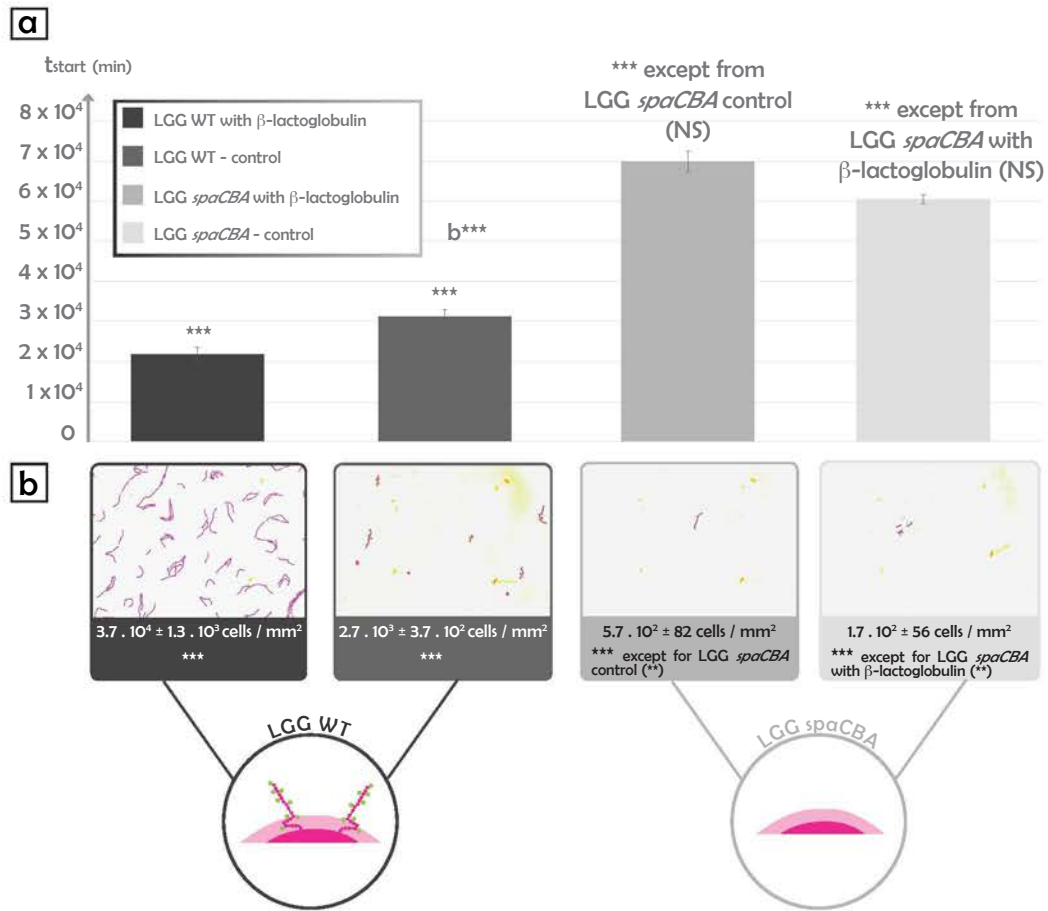 a
tstart (min)
8 x 10⁴
7 x 10⁴
6 x 10⁴
5 x 10⁴
4 x 10⁴
3 x 10⁴
2 x 10⁴
1 x 10⁴
0
LGG WT with β-lactoglobulin
LGG WT - control
LGG spaCBA with β-lactoglobulin
LGG spaCBA - control
***
b***
***
*** except from
LGG spaCBA control
(NS)
*** except from
LGG spaCBA with
β-lactoglobulin (NS)
b
3.7 . 10⁴ ± 1.3 . 10³ cells / mm²
***
2.7 . 10³ ± 3.7 . 10² cells / mm²
***
5.7 . 10² ± 82 cells / mm²
*** except for LGG spaCBA
control (**)
1.7 . 10² ± 56 cells / mm²
*** except for LGG spaCBA
with β-lactoglobulin (**)
LGG WT
LGG spaCBA